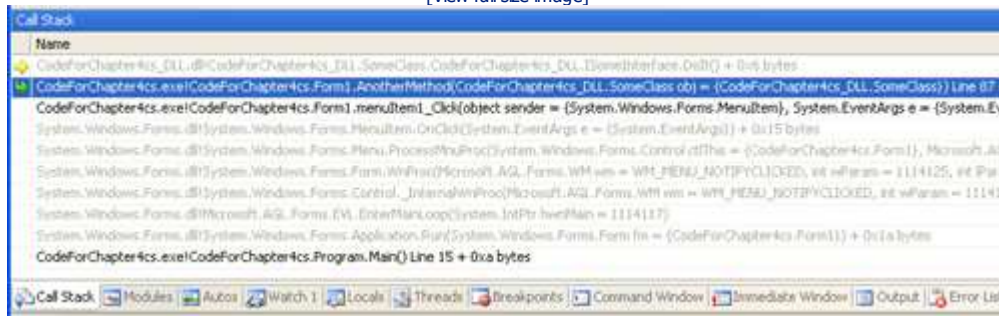 [View full size image]
Call Stack
Name
CodeForChapter4cs_DLL.dll!CodeForChapter4cs_DLL.SomeClass.CodeForChapter4cs_DLL.ISomeInterface.DoIt() + 0x6 bytes
CodeForChapter4cs.exe!CodeForChapter4cs.Form1.AnotherMethod(CodeForChapter4cs_DLL.SomeClass obj = {CodeForChapter4cs_DLL.SomeClass}) Line 87
CodeForChapter4cs.exe!CodeForChapter4cs.Form1.menuItem1_Click(object sender = {System.Windows.Forms.MenuItem}, System.EventArgs e = {System.Ev
System.Windows.Forms.dll!System.Windows.Forms.MenuItem.OnClick(System.EventArgs e = {System.EventArgs}) + 0x15 bytes
System.Windows.Forms.dll!System.Windows.Forms.Menu.ProcessMnuProc(System.Windows.Forms.Control ctlThis = {CodeForChapter4cs.Form1}, Microsoft.AG
System.Windows.Forms.dll!System.Windows.Forms.Form.WnProc(Microsoft.AGL.Forms.WM wm = WM_MENU_NOTIFYCLICKED, int wParam = 1114125, int lPar
System.Windows.Forms.dll!System.Windows.Forms.Control._InternalWnProc(Microsoft.AGL.Forms.WM wm = WM_MENU_NOTIFYCLICKED, int wParam = 11141
System.Windows.Forms.dll!Microsoft.AGL.Forms.EVL.EnterMainLoop(System.IntPtr hwnMain = 1114117)
System.Windows.Forms.dll!System.Windows.Forms.Application.Run(System.Windows.Forms.Form fm = {CodeForChapter4cs.Form1}) + 0x1a bytes
CodeForChapter4cs.exe!CodeForChapter4cs.Program.Main() Line 15 + 0xa bytes
Call Stack Modules Autos Watch 1 Locals Threads Breakpoints Command Window Immediate Window Output Error List